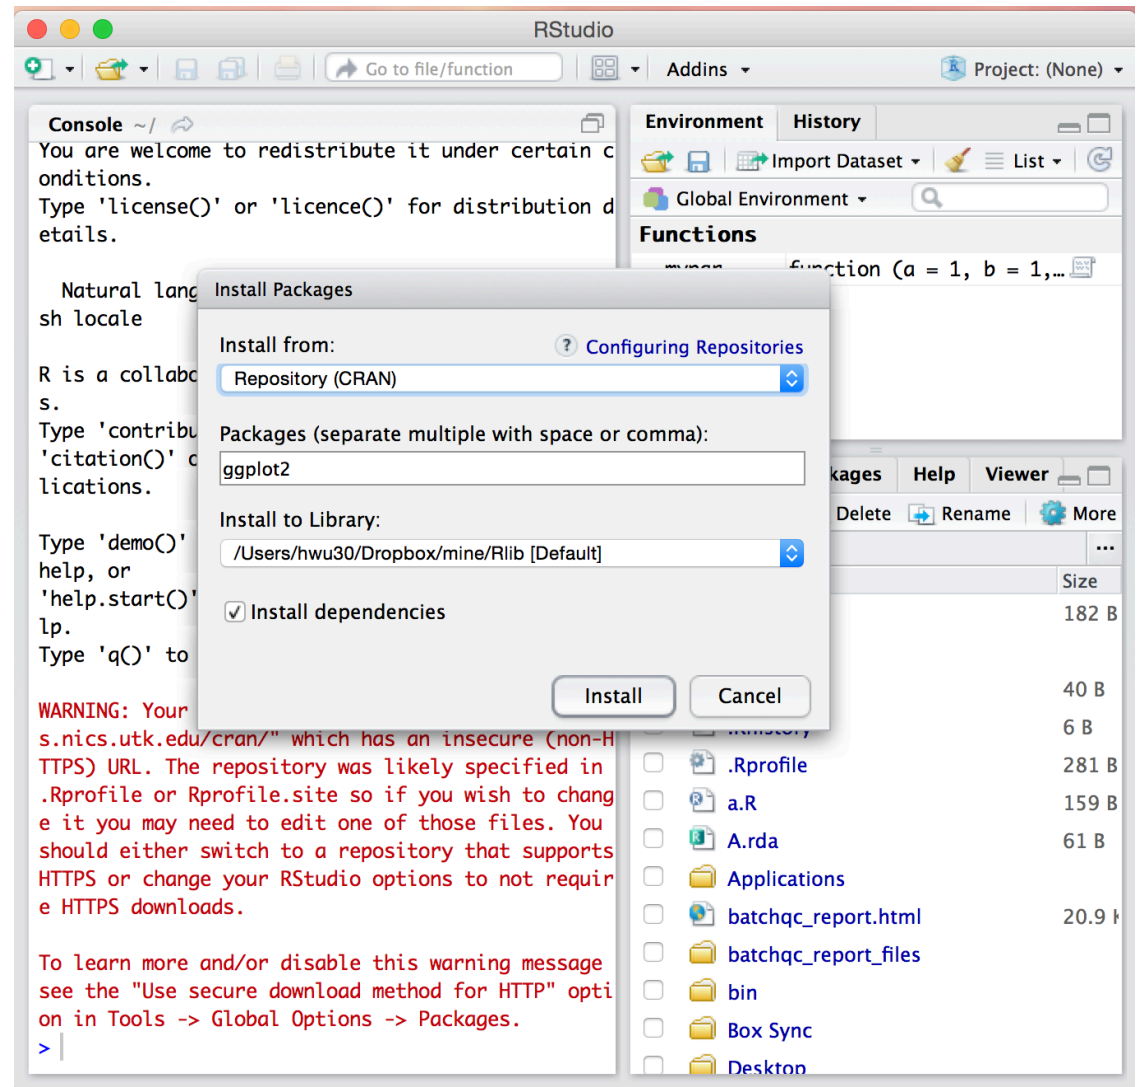 RStudio
Go to file/function
Addins
Project: (None)
Console ~/
You are welcome to redistribute it under certain c
onditions.
Type 'license()' or 'licence()' for distribution d
etails.
Natural lang
sh locale
R is a collabo
s.
Type 'contribu
'citation()' o
lications.
Type 'demo()'
help, or
'help.start()'
lp.
Type 'q()' to
WARNING: Your
s.nics.utk.edu/cran/" which has an insecure (non-H
TTPS) URL. The repository was likely specified in
.Rprofile or Rprofile.site so if you wish to chang
e it you may need to edit one of those files. You
should either switch to a repository that supports
HTTPS or change your RStudio options to not requir
e HTTPS downloads.
To learn more and/or disable this warning message
see the "Use secure download method for HTTP" opti
on in Tools -> Global Options -> Packages.
>
Install Packages
Install from:
? Configuring Repositories
Repository (CRAN)
Packages (separate multiple with space or comma):
ggplot2
Install to Library:
/Users/hwu30/Dropbox/mine/Rlib [Default]
Install dependencies
Install
Cancel
Environment
History
Import Dataset
List
Global Environment
Functions
function (a = 1, b = 1,…
kages
Help
Viewer
Delete
Rename
More
...
Size
182 B
40 B
.Rhistory 6 B
.Rprofile 281 B
a.R 159 B
A.rda 61 B
Applications
batchqc_report.html 20.9 K
batchqc_report_files
bin
Box Sync
Desktop